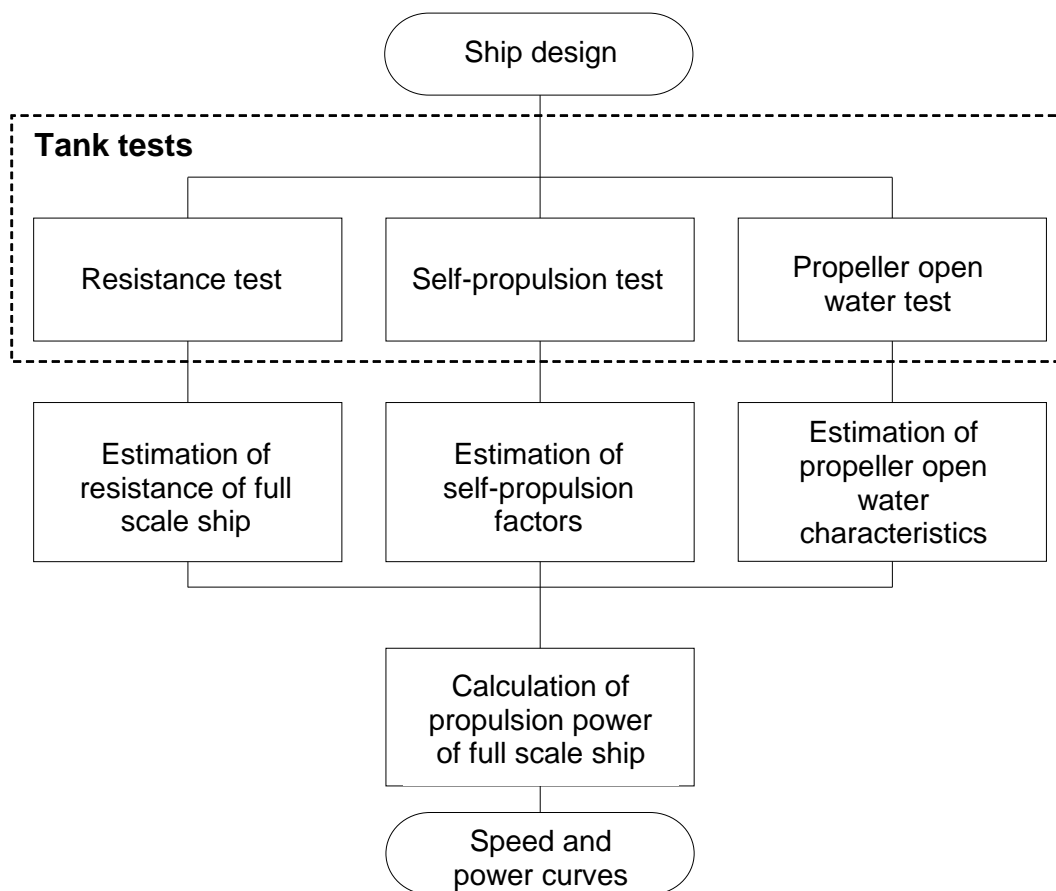 Ship design
Tank tests
Resistance test
Self-propulsion test
Propeller open
water test
Estimation of
resistance of full
scale ship
Estimation of
self-propulsion
factors
Estimation of
propeller open
water
characteristics
Calculation of
propulsion power
of full scale ship
Speed and
power curves